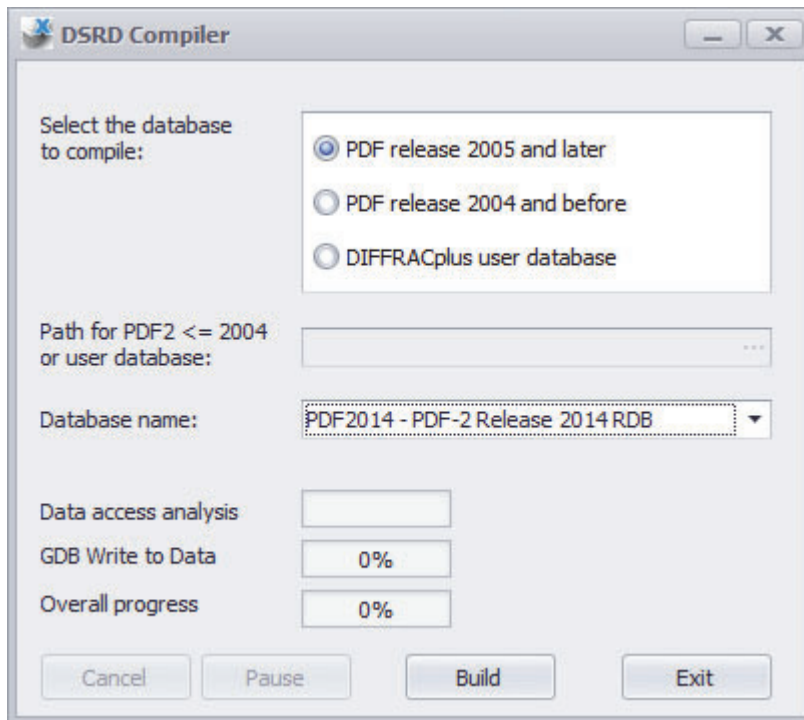 DSRD Compiler
Select the database
to compile:
PDF release 2005 and later
PDF release 2004 and before
DIFFRACplus user database
Path for PDF2 <= 2004
or user database:
...
Database name:
PDF2014 - PDF-2 Release 2014 RDB
Data access analysis
GDB Write to Data
0%
Overall progress
0%
Cancel
Pause
Build
Exit